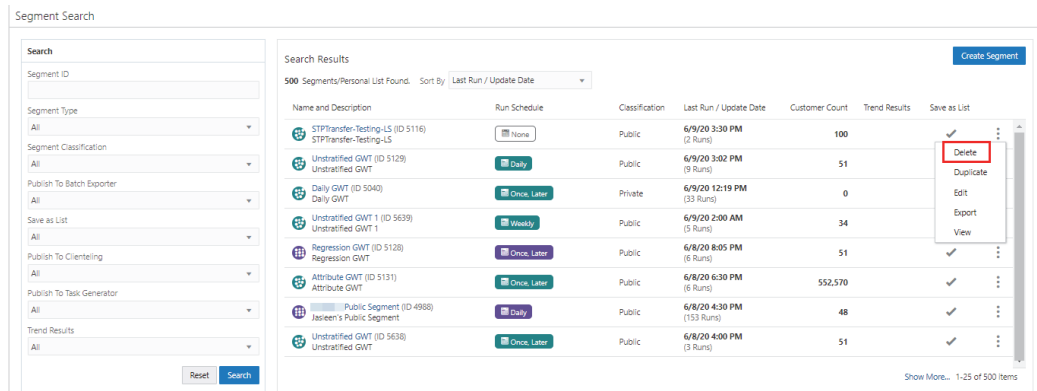 Segment Search
Search
Segment ID
Segment Type
All
Segment Classification
All
Publish To Batch Exporter
All
Save as List
All
Publish To Clienteling
All
Publish To Task Generator
All
Trend Results
All
Reset Search
Search Results
Create Segment
500 Segments/Personal List Found. Sort By Last Run / Update Date
Name and Description Run Schedule Classification Last Run / Update Date Customer Count Trend Results Save as List
STPTransfer-Testing-LS (ID 5116) None Public 6/9/20 3:30 PM 100
STPTransfer-Testing-LS (2 Runs)
Unstratified GWT (ID 5129) Daily Public 6/9/20 3:02 PM 51
Unstratified GWT (9 Runs)
Daily GWT (ID 5040) Once, Later Private 6/9/20 12:19 PM 0
Daily GWT (33 Runs)
Unstratified GWT 1 (ID 5639) Weekly Public 6/9/20 2:00 AM 34
Unstratified GWT 1 (5 Runs)
Regression GWT (ID 5128) Once, Later Public 6/8/20 8:05 PM 51
Regression GWT (6 Runs)
Attribute GWT (ID 5131) Once, Later Public 6/8/20 6:30 PM 552,570
Attribute GWT (6 Runs)
Public Segment (ID 4988) Daily Public 6/8/20 4:30 PM 48
Jasleen's Public Segment (153 Runs)
Unstratified GWT (ID 5638) Once, Later Public 6/8/20 4:00 PM 51
Unstratified GWT (3 Runs)
Delete
Duplicate
Edit
Export
View
Show More... 1-25 of 500 items